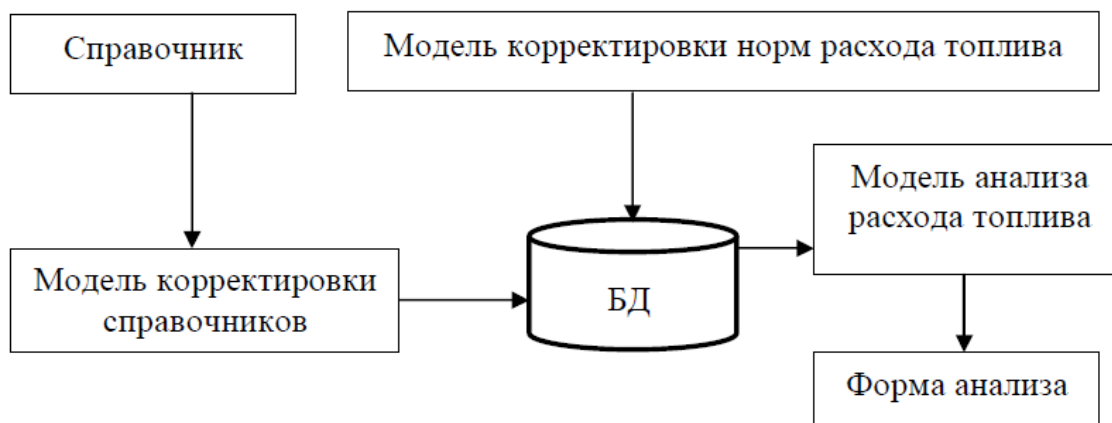 Справочник
Модель корректировки норм расхода топлива
Модель анализа
расхода топлива
Модель корректировки
справочников
БД
Форма анализа